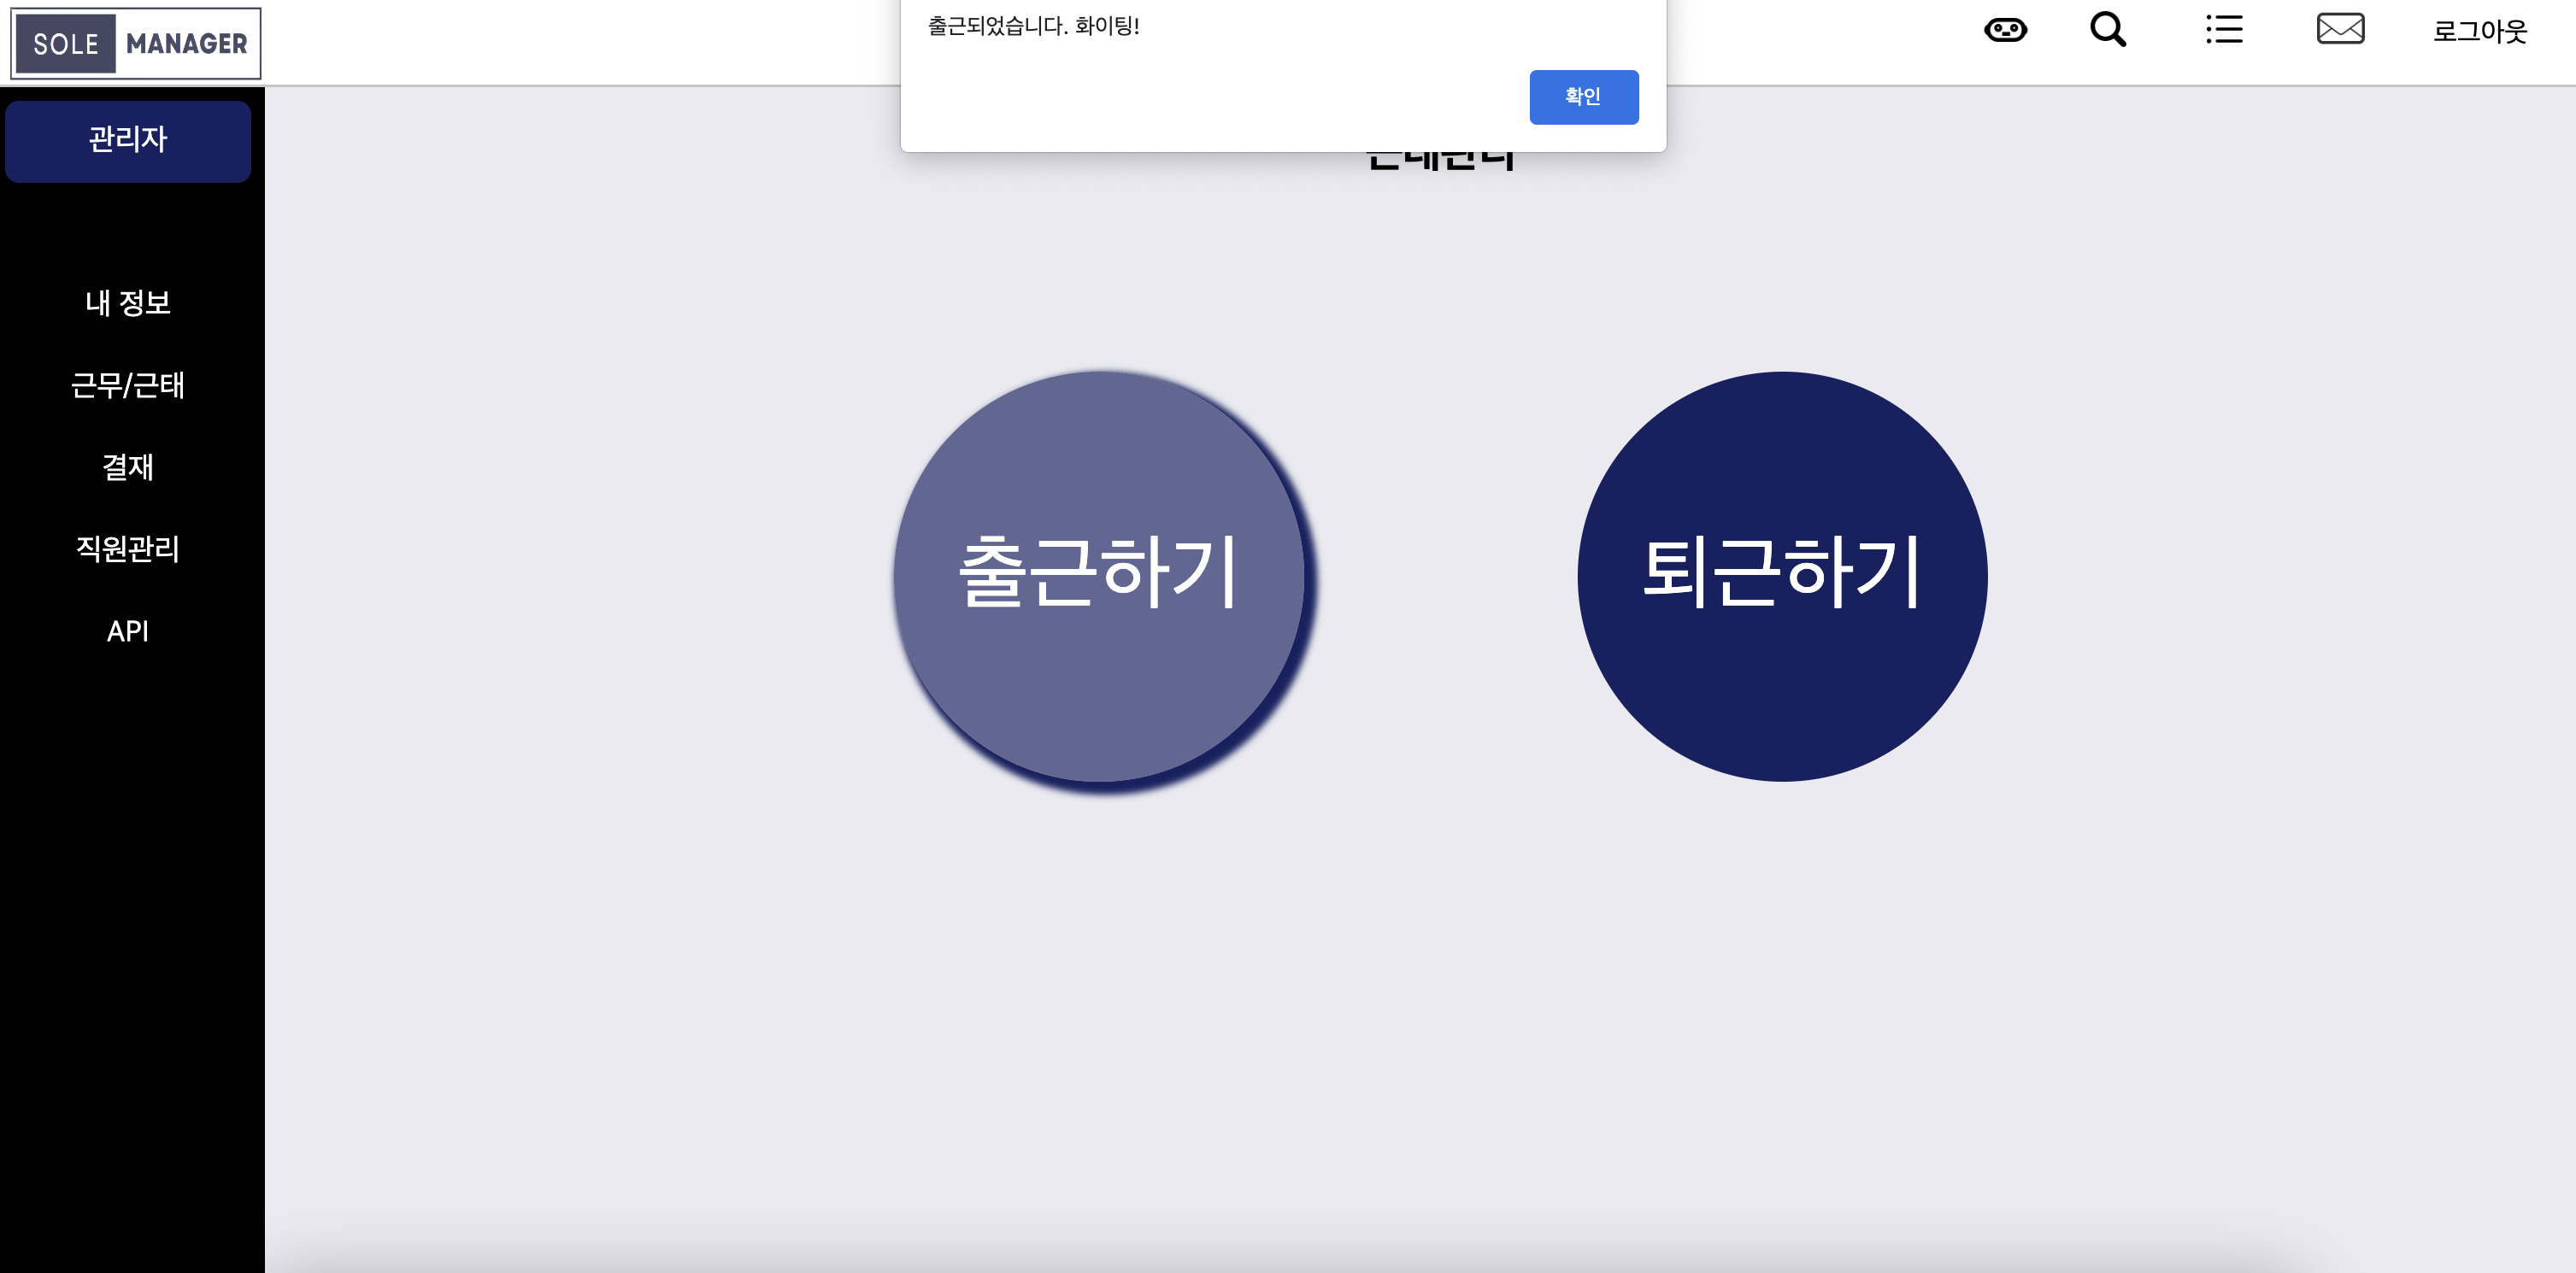 SOLE MANAGER
출근되었습니다. 화이팅!
확인
로그아웃
관리자
내 정보
근무/근태
결재
직원관리
API
출근하기
퇴근하기